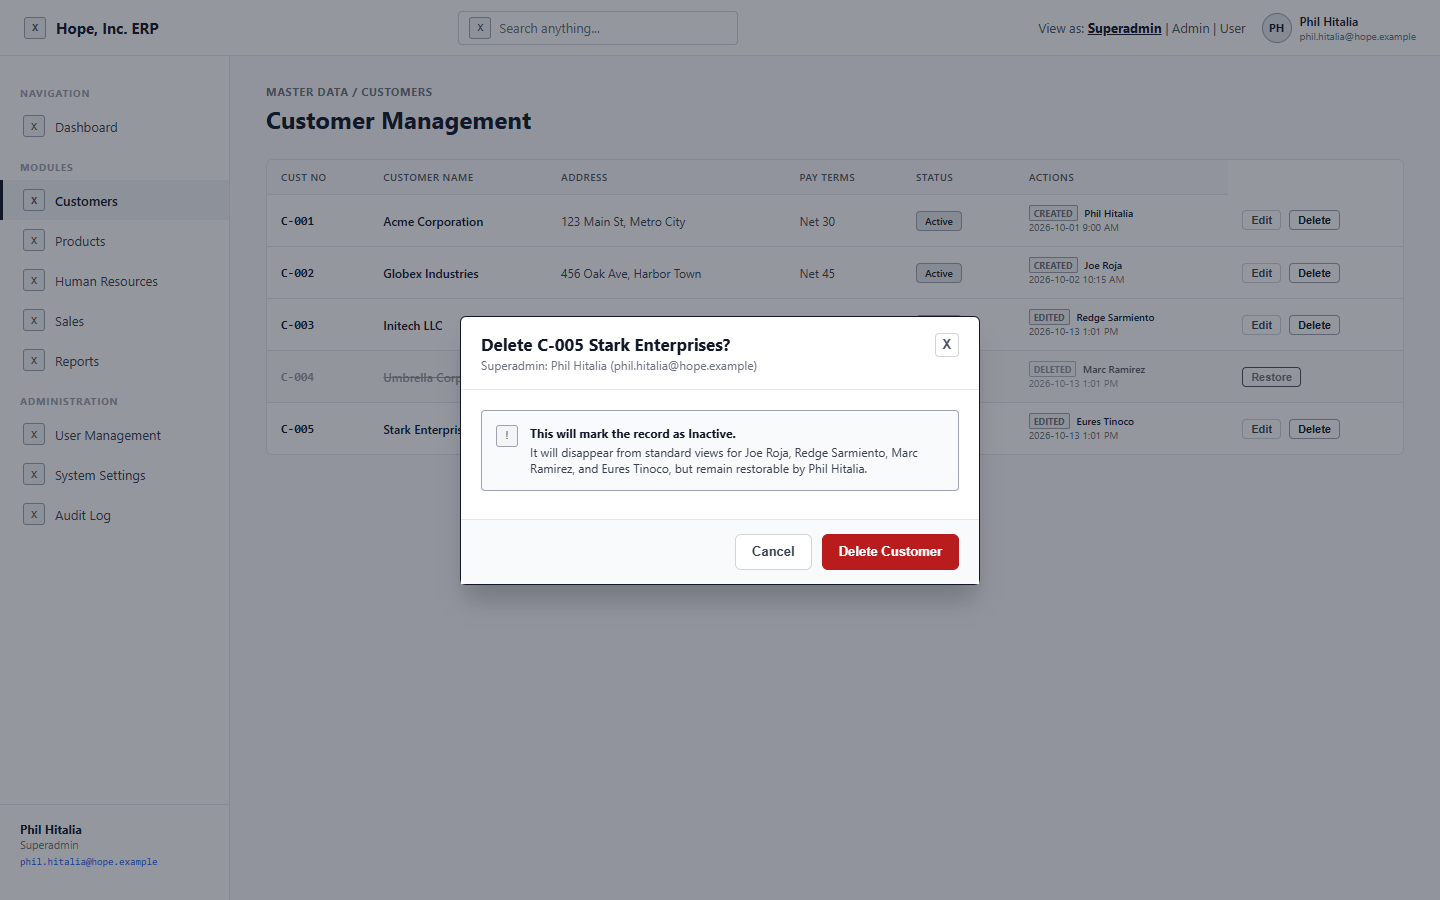 X Hope, Inc. ERP
X Search anything...
View as: Superadmin | Admin | User
PH Phil Hitalia
phil.hitalia@hope.example
NAVIGATION
X Dashboard
MODULES
X Customers
X Products
X Human Resources
X Sales
X Reports
ADMINISTRATION
X User Management
X System Settings
X Audit Log
Phil Hitalia
Superadmin
phil.hitalia@hope.example
MASTER DATA / CUSTOMERS
Customer Management
CUST NO CUSTOMER NAME ADDRESS PAY TERMS STATUS ACTIONS
C-001 Acme Corporation 123 Main St, Metro City Net 30 Active CREATED Phil Hitalia Edit Delete
2026-10-01 9:00 AM
C-002 Globex Industries 456 Oak Ave, Harbor Town Net 45 Active CREATED Joe Roja Edit Delete
2026-10-02 10:15 AM
C-003 Initech LLC EDITED Redge Sarmiento Edit Delete
2026-10-13 1:01 PM
C-004 Umbrella Corp DELETED Marc Ramirez Restore
2026-10-13 1:01 PM
C-005 Stark Enterpris EDITED Eures Tinoco Edit Delete
2026-10-13 1:01 PM
Delete C-005 Stark Enterprises? X
Superadmin: Phil Hitalia (phil.hitalia@hope.example)
! This will mark the record as Inactive.
It will disappear from standard views for Joe Roja, Redge Sarmiento, Marc
Ramirez, and Eures Tinoco, but remain restorable by Phil Hitalia.
Cancel Delete Customer